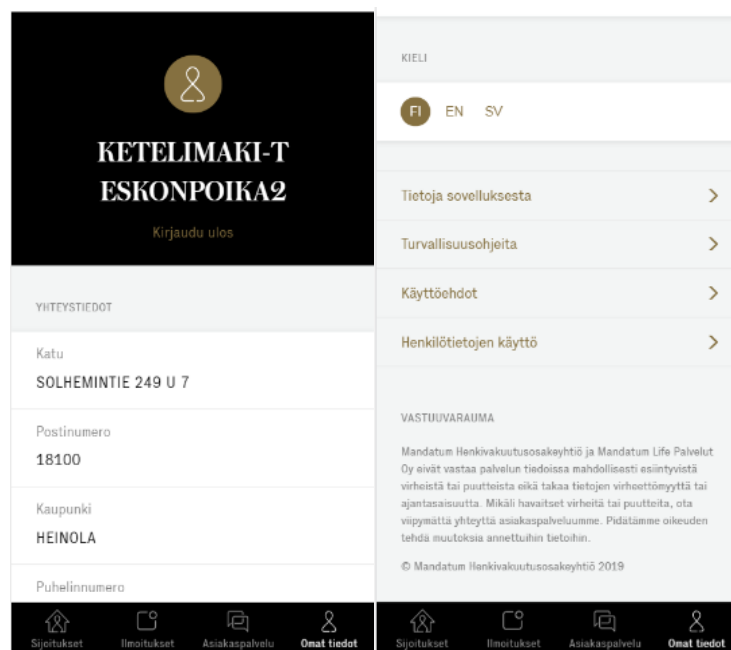 KETELIMAKI-T
ESKONPOIKA2
Kirjaudu ulos
YHTEYSTIEDOT
Katu
SOLHEMINTIE 249 U 7
Postinumero
18100
Kaupunki
HEINOLA
Puhelinnumero
Sijoitukset Ilmoitukset Asiakaspalvelu Omat tiedot
KIELI
FI EN SV
Tietoja sovelluksesta
Turvallisuusohjeita
Käyttöehdot
Henkilötietojen käyttö
VASTUUVARAUMA
Mandatum Henkivakuutusosakeyhtiö ja Mandatum Life Palvelut
Oy eivät vastaa palvelun tiedoissa mahdollisesti esiintyvistä
virheistä tai puutteista eikä takaa tietojen virheettömyyttä tai
ajantasaisuutta. Mikäli havaitset virheitä tai puutteita, ota
viipymättä yhteyttä asiakaspalveluumme. Pidätämme oikeuden
tehdä muutoksia annettuihin tietoihin.
© Mandatum Henkivakuutusosakeyhtiö 2019
Sijoitukset Ilmoitukset Asiakaspalvelu Omat tiedot